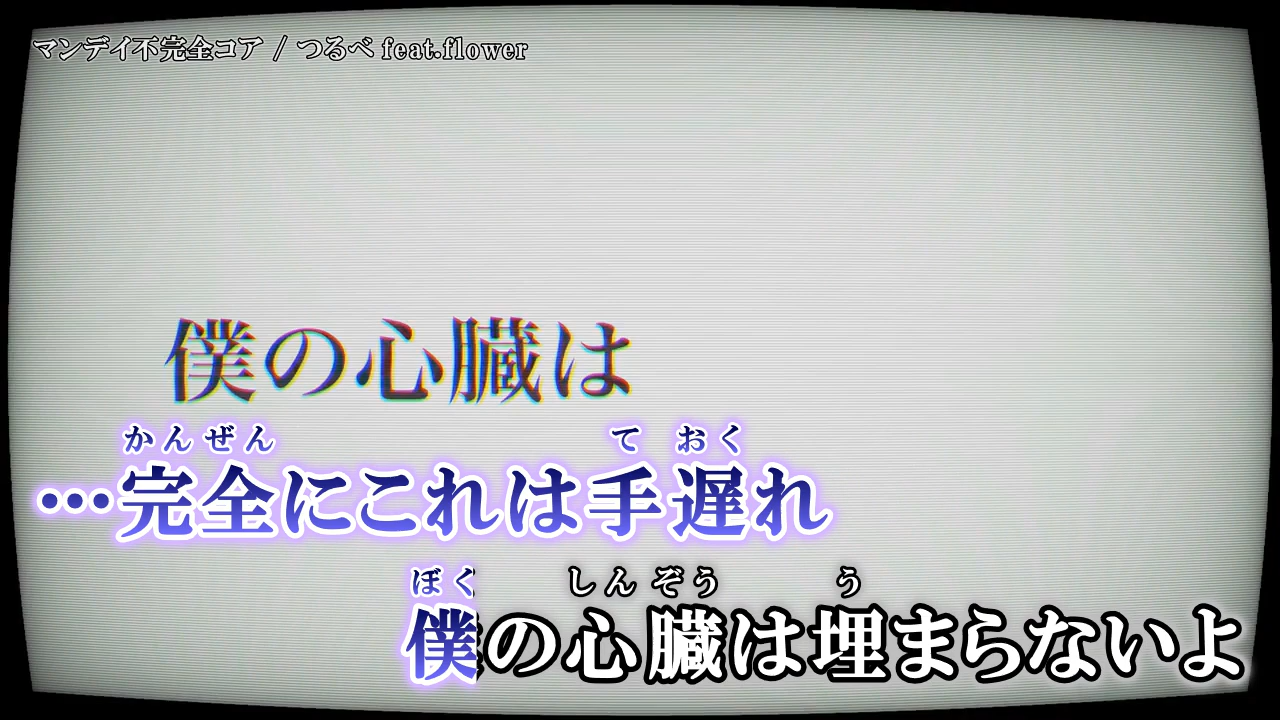 マンデイ不完全コア / つるべ feat.flower
僕の心臓は
かんぜん て おく
…完全にこれは手遅れ
ぼく しんぞう う
僕の心臓は埋まらないよ